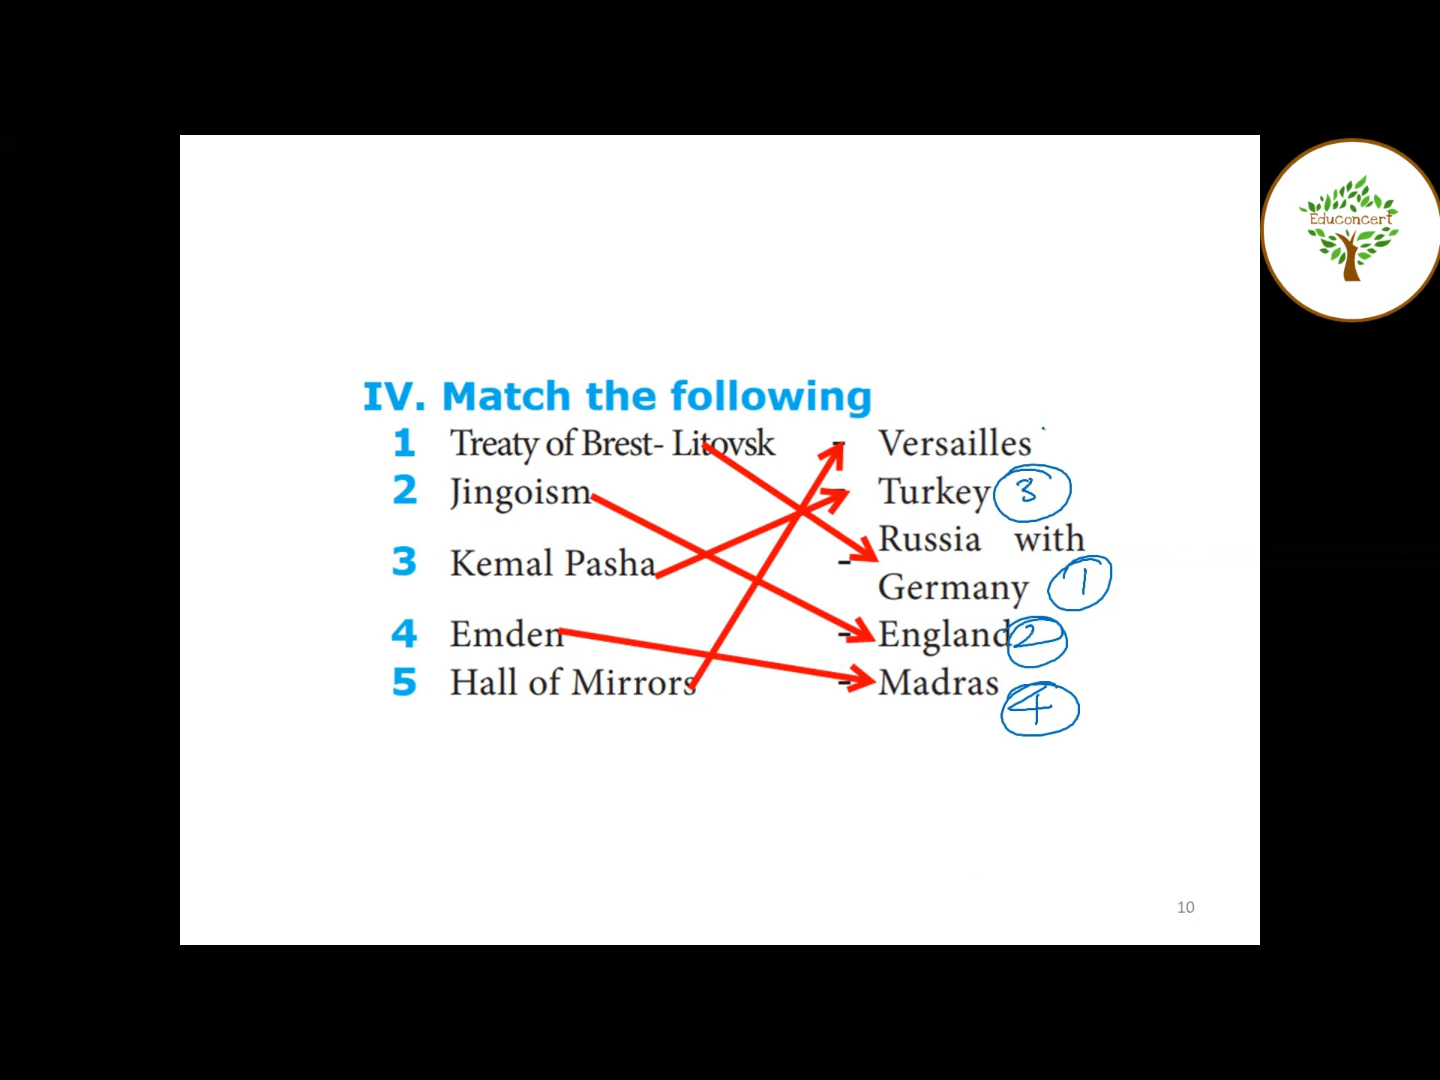 Educoncert
IV. Match the following
1 Treaty of Brest- Litovsk - Versailles
2 Jingoism - Turkey 3
3 Kemal Pasha - Russia with
Germany 1
4 Emden - England 2
5 Hall of Mirrors - Madras 4
10